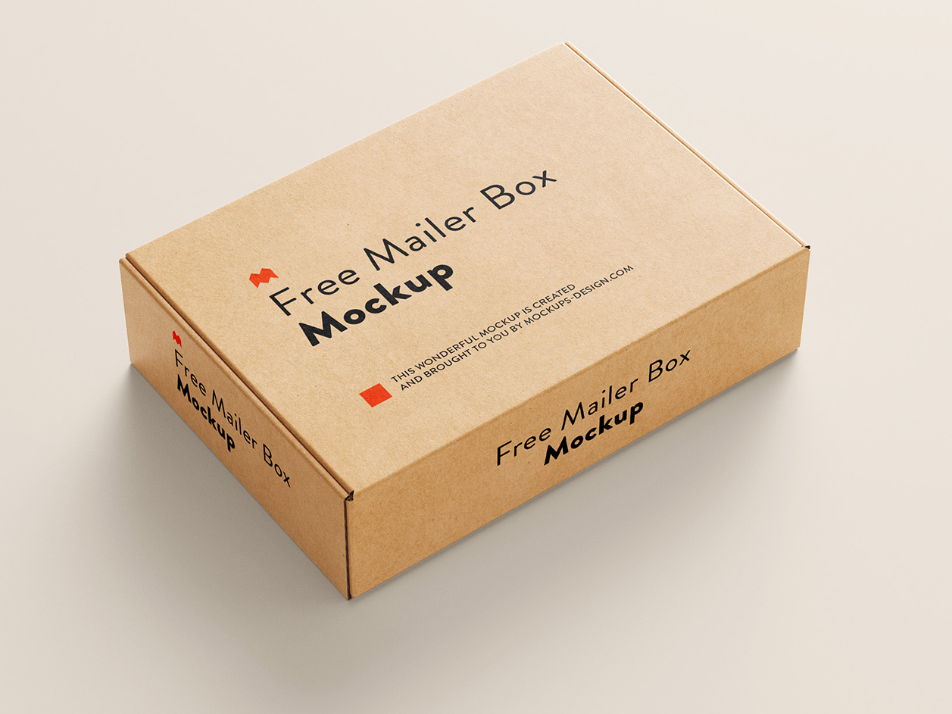 Free Mailer Box
Mockup
THIS WONDERFUL MOCKUP IS CREATED
AND BROUGHT TO YOU BY MOCKUPS-DESIGN.COM
Free Mailer Box
Mockup
Free Mailer Box
Mockup